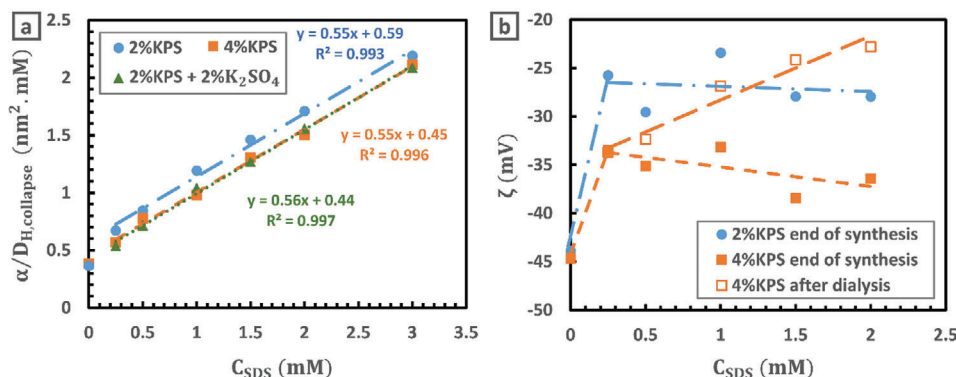 a
α/D_H,collapse (nm². mM)
2.5
2
1.5
1
0.5
0
2%KPS 4%KPS
2%KPS + 2%K₂SO₄
y = 0.55x + 0.59
R² = 0.993
y = 0.55x + 0.45
R² = 0.996
y = 0.56x + 0.44
R² = 0.997
0 0.5 1 1.5 2 2.5 3 3.5
C_SDS (mM)
b
ζ (mV)
-20
-25
-30
-35
-40
-45
-50
2%KPS end of synthesis
4%KPS end of synthesis
4%KPS after dialysis
0 0.5 1 1.5 2 2.5
C_SDS (mM)